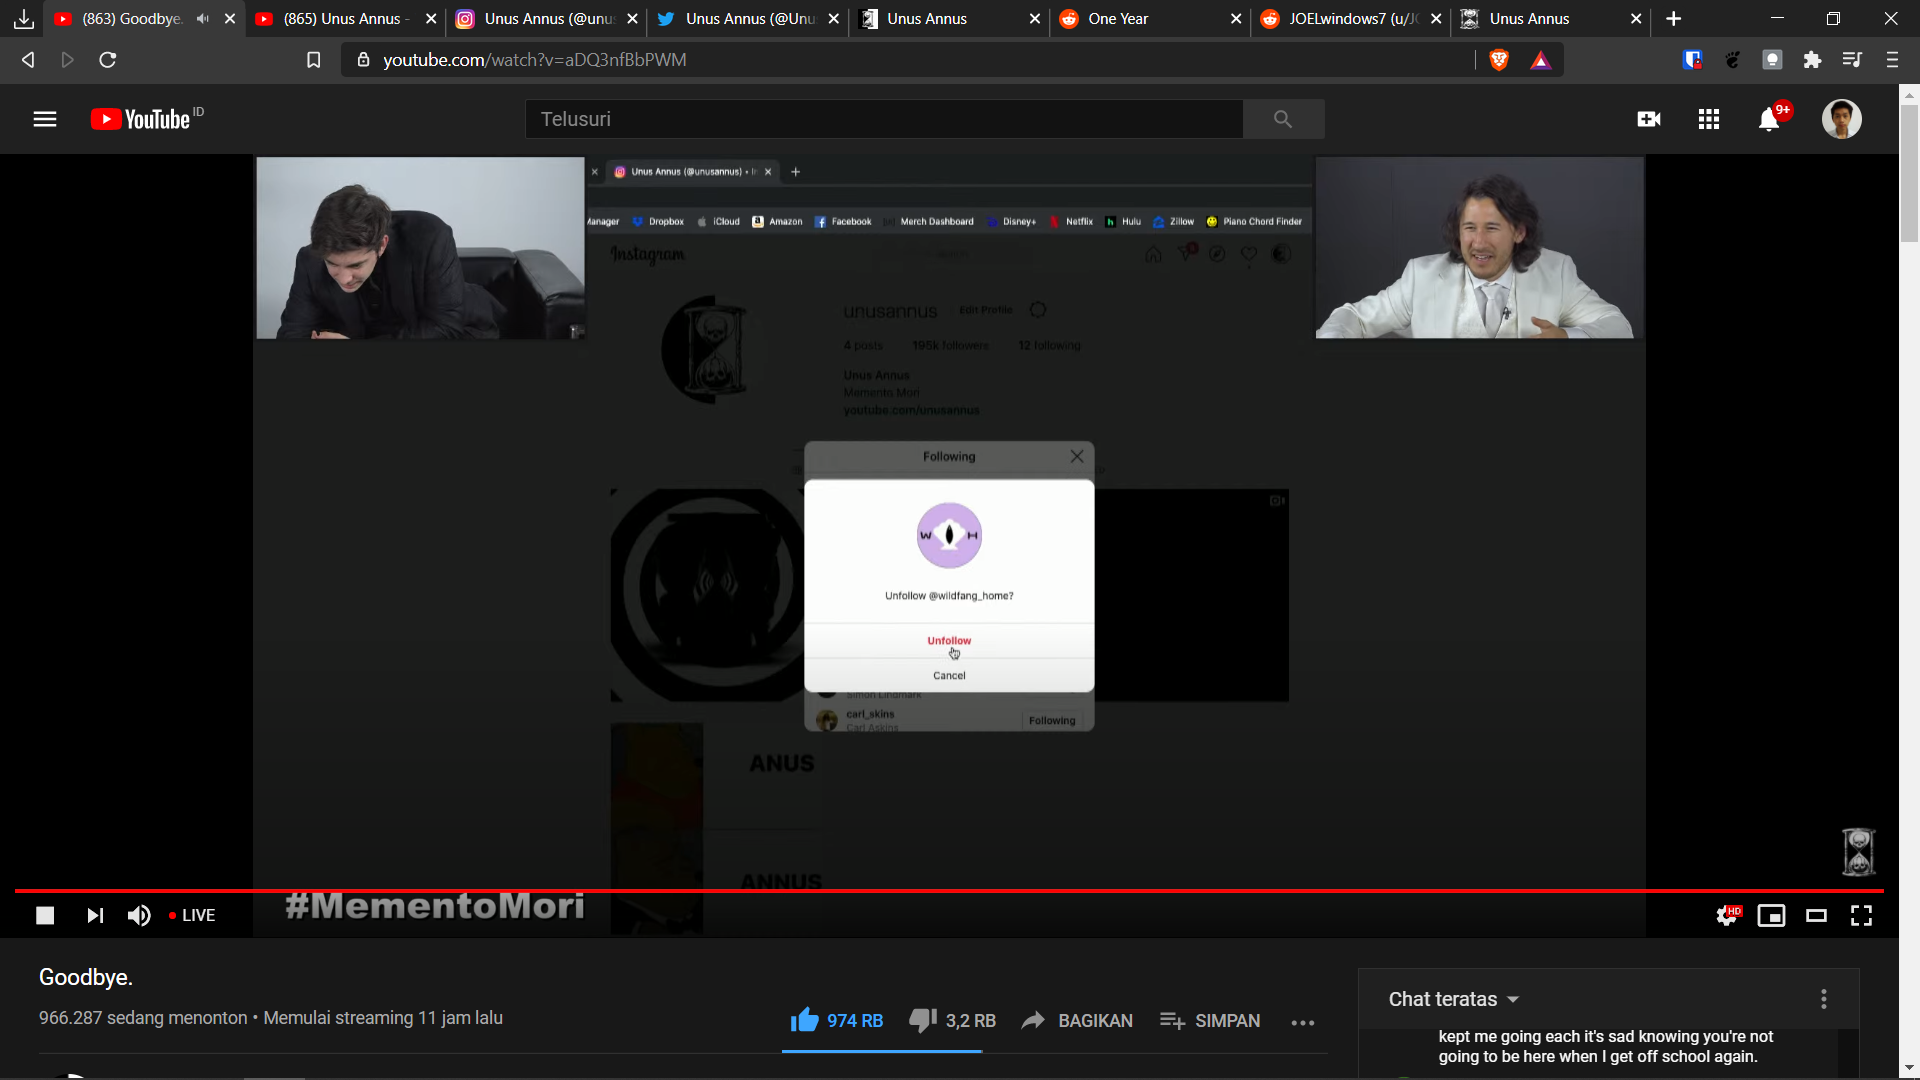 (863) Goodbye.
(865) Unus Annus -
Unus Annus (@unus
Unus Annus (@Unu
Unus Annus
One Year
JOELwindows7 (u/JO
Unus Annus
youtube.com/watch?v=aDQ3nfBbPWM
YouTube ID
Telusuri
9+
Unus Annus (@unusannus) • I
Manager
Dropbox
iCloud
Amazon
Facebook
Merch Dashboard
Disney+
Netflix
Hulu
Zillow
Piano Chord Finder
Instagram
unusannus
Edit Profile
4 posts
195k followers
12 following
Unus Annus
Memento Mori
youtube.com/unusannus
Following
W H
Unfollow @wildfang_home?
Unfollow
Cancel
Simon Lindmark
carl_skins
Carl Askins
Following
ANUS
ANNUS
#MementoMori
LIVE
HD
Goodbye.
966.287 sedang menonton • Memulai streaming 11 jam lalu
974 RB
3,2 RB
BAGIKAN
SIMPAN
Chat teratas
kept me going each it's sad knowing you're not
going to be here when I get off school again.